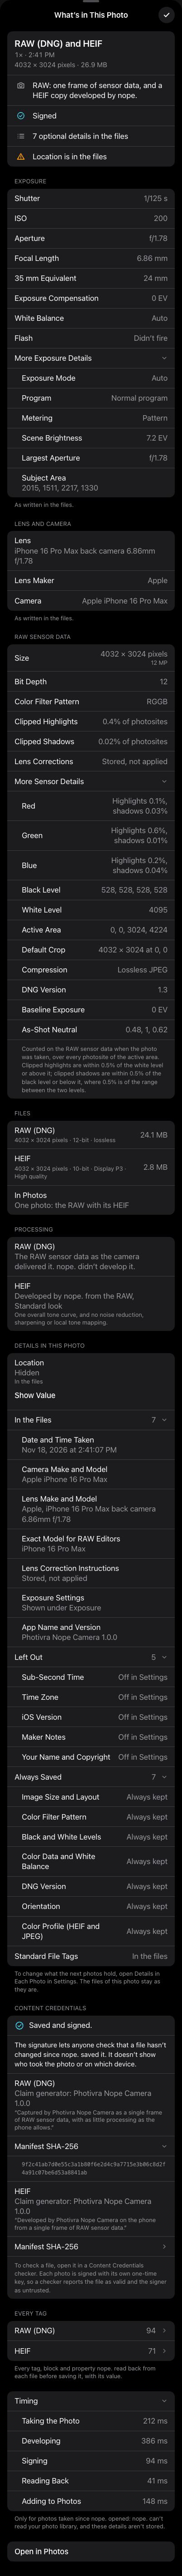 What's in This Photo
RAW (DNG) and HEIF
1× · 2:41 PM
4032 × 3024 pixels · 26.9 MB
RAW: one frame of sensor data, and a
HEIF copy developed by nope.
Signed
7 optional details in the files
Location is in the files
EXPOSURE
Shutter 1/125 s
ISO 200
Aperture f/1.78
Focal Length 6.86 mm
35 mm Equivalent 24 mm
Exposure Compensation 0 EV
White Balance Auto
Flash Didn't fire
More Exposure Details
Exposure Mode Auto
Program Normal program
Metering Pattern
Scene Brightness 7.2 EV
Largest Aperture f/1.78
Subject Area
2015, 1511, 2217, 1330
As written in the files.
LENS AND CAMERA
Lens
iPhone 16 Pro Max back camera 6.86mm
f/1.78
Lens Maker Apple
Camera Apple iPhone 16 Pro Max
As written in the files.
RAW SENSOR DATA
Size 4032 × 3024 pixels
12 MP
Bit Depth 12
Color Filter Pattern RGGB
Clipped Highlights 0.4% of photosites
Clipped Shadows 0.02% of photosites
Lens Corrections Stored, not applied
More Sensor Details
Red Highlights 0.1%,
shadows 0.03%
Green Highlights 0.6%,
shadows 0.01%
Blue Highlights 0.2%,
shadows 0.04%
Black Level 528, 528, 528, 528
White Level 4095
Active Area 0, 0, 3024, 4224
Default Crop 4032 × 3024 at 0, 0
Compression Lossless JPEG
DNG Version 1.3
Baseline Exposure 0 EV
As-Shot Neutral 0.48, 1, 0.62
Counted on the RAW sensor data when the photo
was taken, over every photosite of the active area.
Clipped highlights are within 0.5% of the white level
or above it; clipped shadows are within 0.5% of the
black level or below it, where 0.5% is of the range
between the two levels.
FILES
RAW (DNG) 24.1 MB
4032 × 3024 pixels · 12-bit · lossless
HEIF 2.8 MB
4032 × 3024 pixels · 10-bit · Display P3 ·
High quality
In Photos
One photo: the RAW with its HEIF
PROCESSING
RAW (DNG)
The RAW sensor data as the camera
delivered it. nope. didn't develop it.
HEIF
Developed by nope. from the RAW,
Standard look
One overall tone curve, and no noise reduction,
sharpening or local tone mapping.
DETAILS IN THIS PHOTO
Location
Hidden
In the files
Show Value
In the Files 7
Date and Time Taken
Nov 18, 2026 at 2:41:07 PM
Camera Make and Model
Apple iPhone 16 Pro Max
Lens Make and Model
Apple, iPhone 16 Pro Max back camera
6.86mm f/1.78
Exact Model for RAW Editors
iPhone 16 Pro Max
Lens Correction Instructions
Stored, not applied
Exposure Settings
Shown under Exposure
App Name and Version
Photivra Nope Camera 1.0.0
Left Out 5
Sub-Second Time Off in Settings
Time Zone Off in Settings
iOS Version Off in Settings
Maker Notes Off in Settings
Your Name and Copyright Off in Settings
Always Saved 7
Image Size and Layout Always kept
Color Filter Pattern Always kept
Black and White Levels Always kept
Color Data and White
Balance Always kept
DNG Version Always kept
Orientation Always kept
Color Profile (HEIF and
JPEG) Always kept
Standard File Tags In the files
To change what the next photos keep, open Details in
Each Photo in Settings. The files of this photo stay as
they are.
CONTENT CREDENTIALS
Saved and signed.
The signature lets anyone check that a file hasn't
changed since nope. saved it. It doesn't show
who took the photo or on which device.
RAW (DNG)
Claim generator: Photivra Nope Camera
1.0.0
"Captured by Photivra Nope Camera as a single frame
of RAW sensor data, with as little processing as the
phone allows."
Manifest SHA-256
HEIF
Claim generator: Photivra Nope Camera
1.0.0
"Developed by Photivra Nope Camera on the phone
from a single frame of RAW sensor data."
Manifest SHA-256
To check a file, open it in a Content Credentials
checker. Each photo is signed with its own one-time
key, so a checker reports the file as valid and the signer
as untrusted.
EVERY TAG
RAW (DNG) 94
HEIF 71
Every tag, block and property nope. read back from
each file before saving it, with its value.
Timing
Taking the Photo 212 ms
Developing 386 ms
Signing 94 ms
Reading Back 41 ms
Adding to Photos 148 ms
Only for photos taken since nope. opened: nope. can't
read your photo library, and these details aren't stored.
Open in Photos